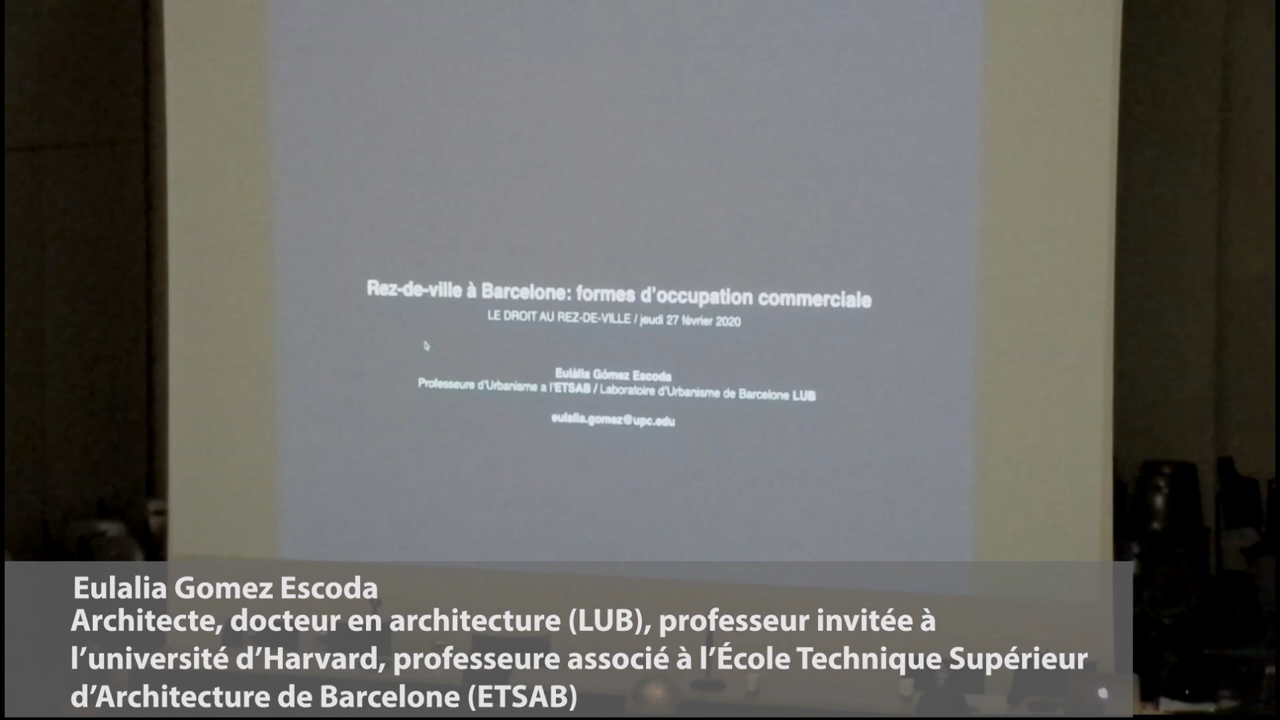 Rez-de-ville à Barcelone: formes d'occupation commerciale
LE DROIT AU REZ-DE-VILLE / jeudi 27 février 2020
Eulàlia Gómez Escoda
Professeure d'Urbanisme a l'ETSAB / Laboratoire d'Urbanisme de Barcelone LUB
eulalia.gomez@upc.edu
Eulalia Gomez Escoda
Architecte, docteur en architecture (LUB), professeur invitée à
l'université d'Harvard, professeure associé à l'École Technique Supérieur
d'Architecture de Barcelone (ETSAB)